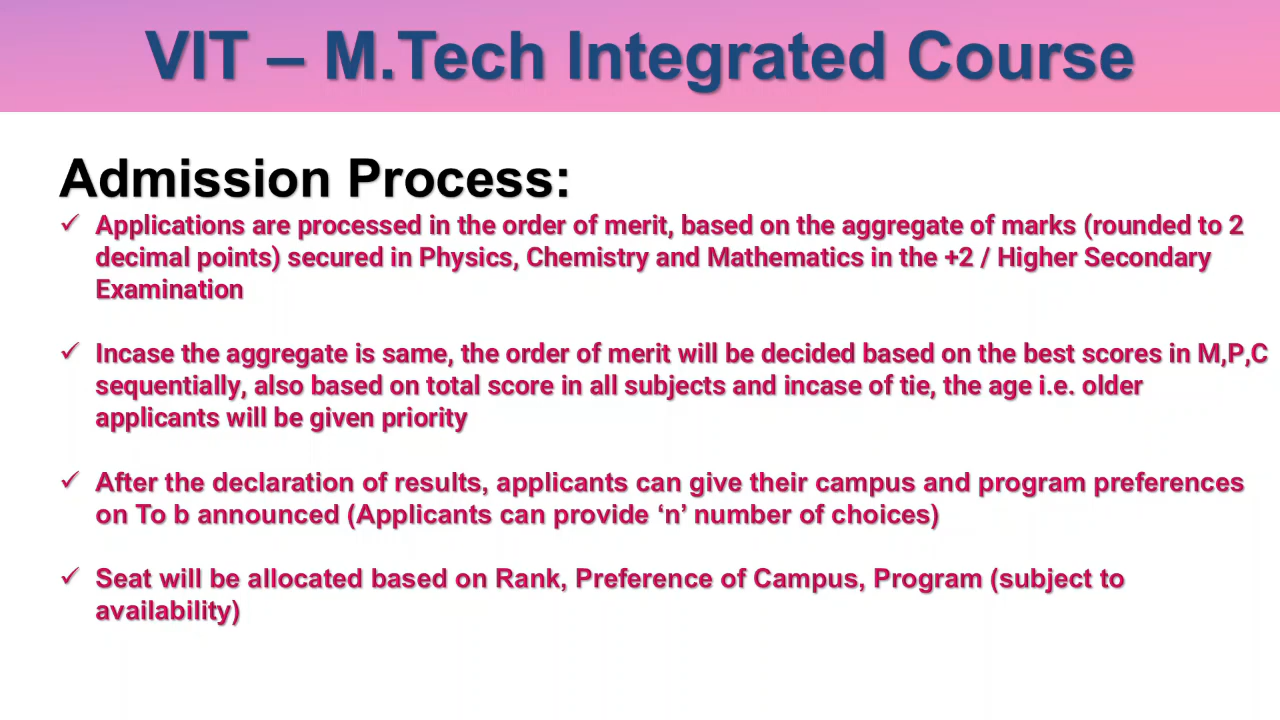 VIT – M.Tech Integrated Course
Admission Process:
✓ Applications are processed in the order of merit, based on the aggregate of marks (rounded to 2
decimal points) secured in Physics, Chemistry and Mathematics in the +2 / Higher Secondary
Examination
✓ Incase the aggregate is same, the order of merit will be decided based on the best scores in M,P,C
sequentially, also based on total score in all subjects and incase of tie, the age i.e. older
applicants will be given priority
✓ After the declaration of results, applicants can give their campus and program preferences
on To b announced (Applicants can provide ‘n’ number of choices)
✓ Seat will be allocated based on Rank, Preference of Campus, Program (subject to
availability)